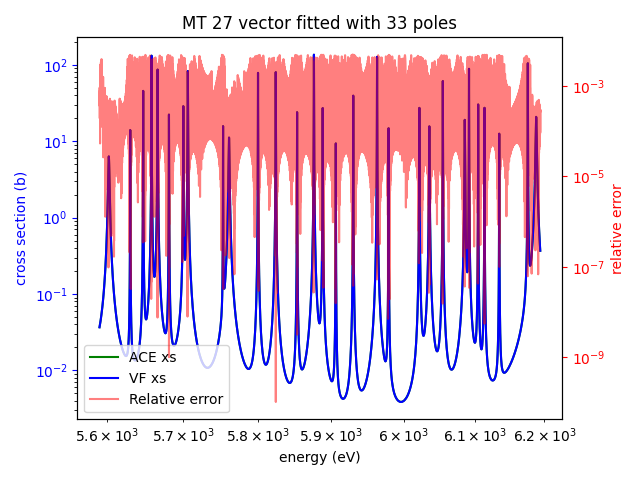 MT 27 vector fitted with 33 poles
cross section (b)
10²
10¹
10⁰
10⁻¹
10⁻²
relative error
10⁻³
10⁻⁵
10⁻⁷
10⁻⁹
ACE xs
VF xs
Relative error
5.6 × 10³ 5.7 × 10³ 5.8 × 10³ 5.9 × 10³ 6 × 10³ 6.1 × 10³ 6.2 × 10³
energy (eV)